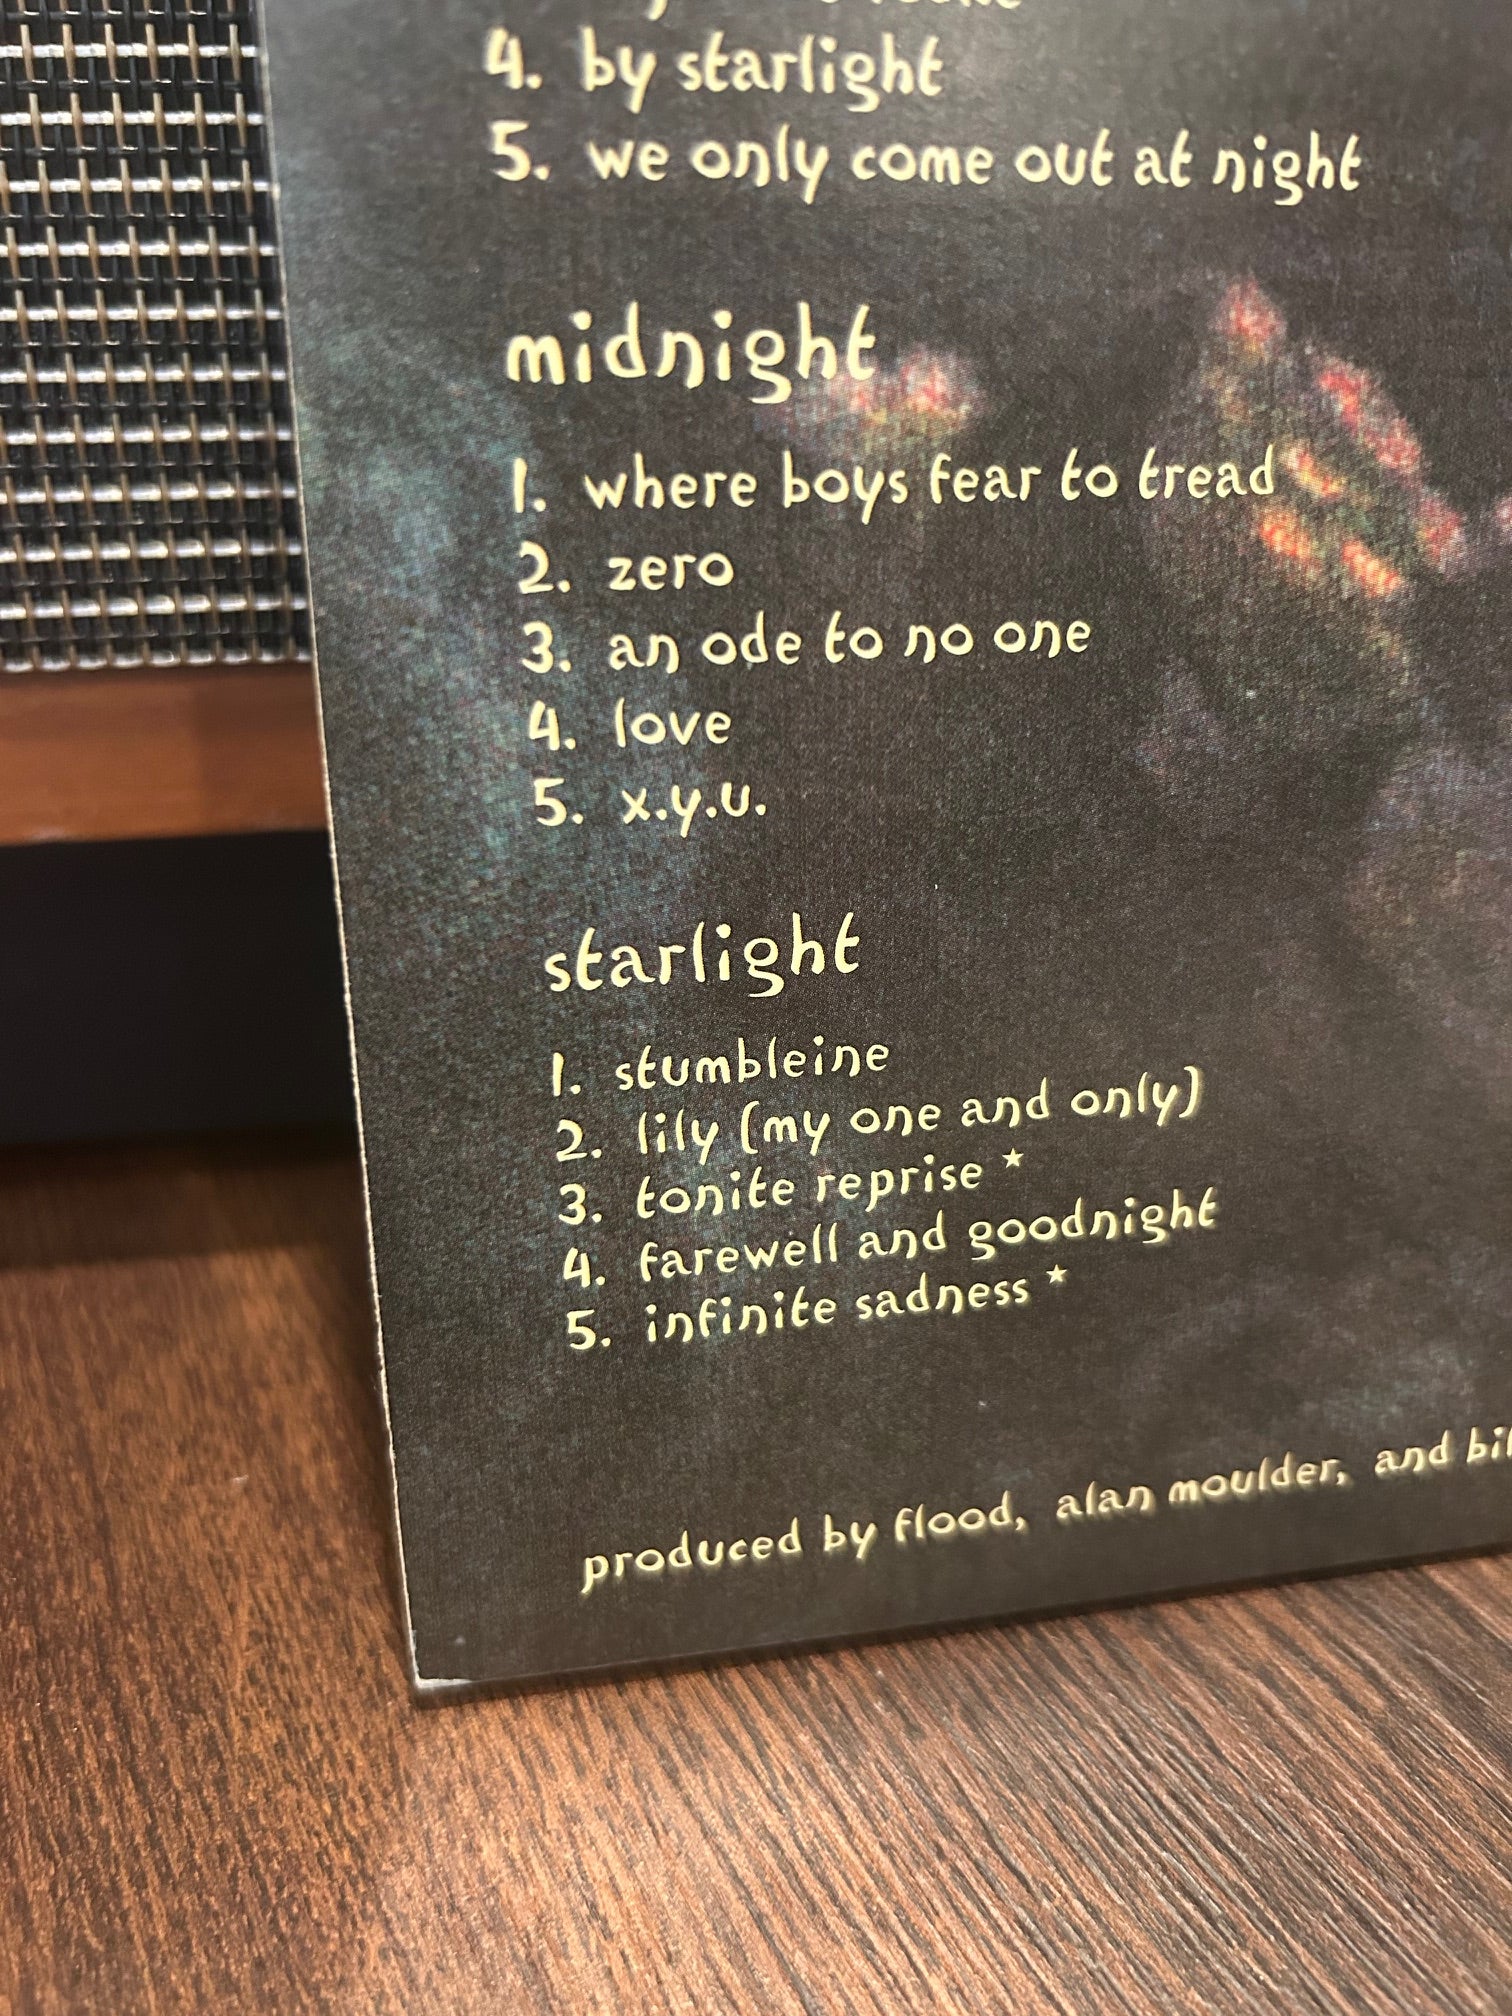 4. by starlight
5. we only come out at night
midnight
1. where boys fear to tread
2. zero
3. an ode to no one
4. love
5. x.y.u.
starlight
1. stumbleine
2. lily (my one and only)
3. tonite reprise *
4. farewell and goodnight
5. infinite sadness *
produced by flood, alan moulder, and